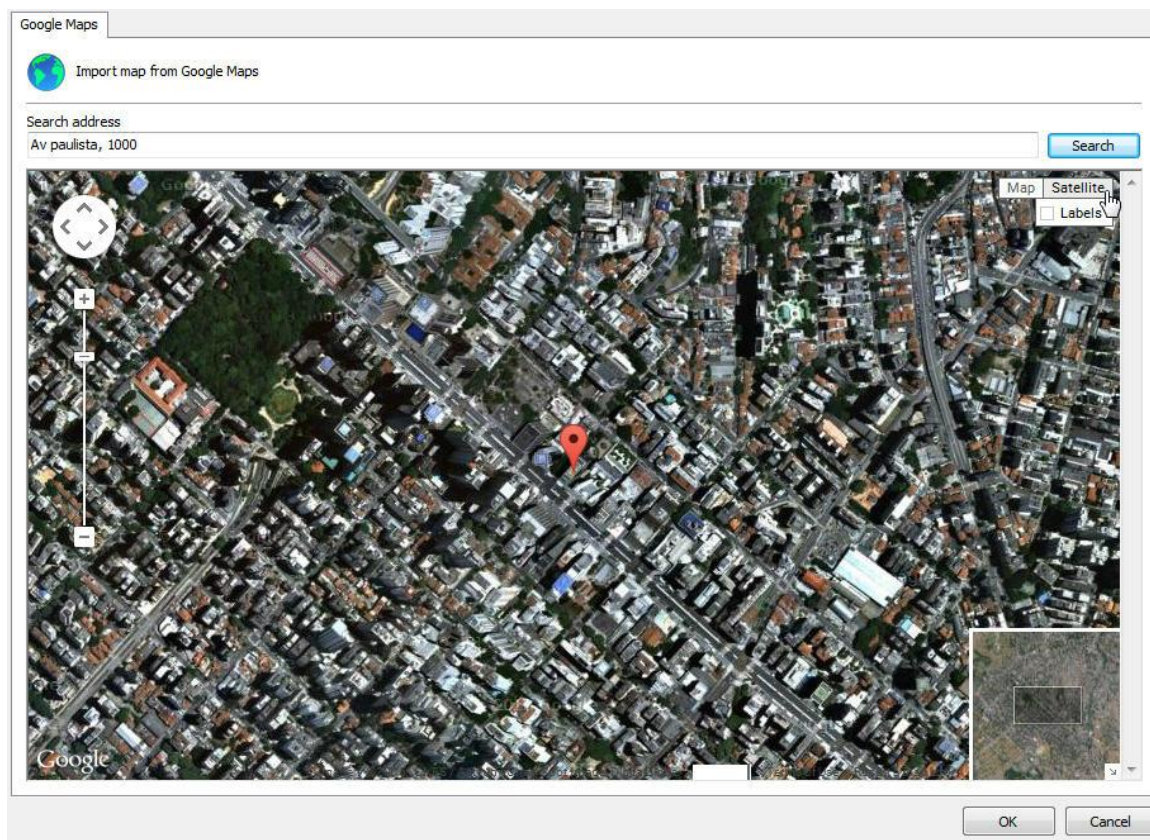 Google Maps
Import map from Google Maps
Search address
Av paulista, 1000
Search
Map
Satellite
Labels
+
−
Google
OK
Cancel